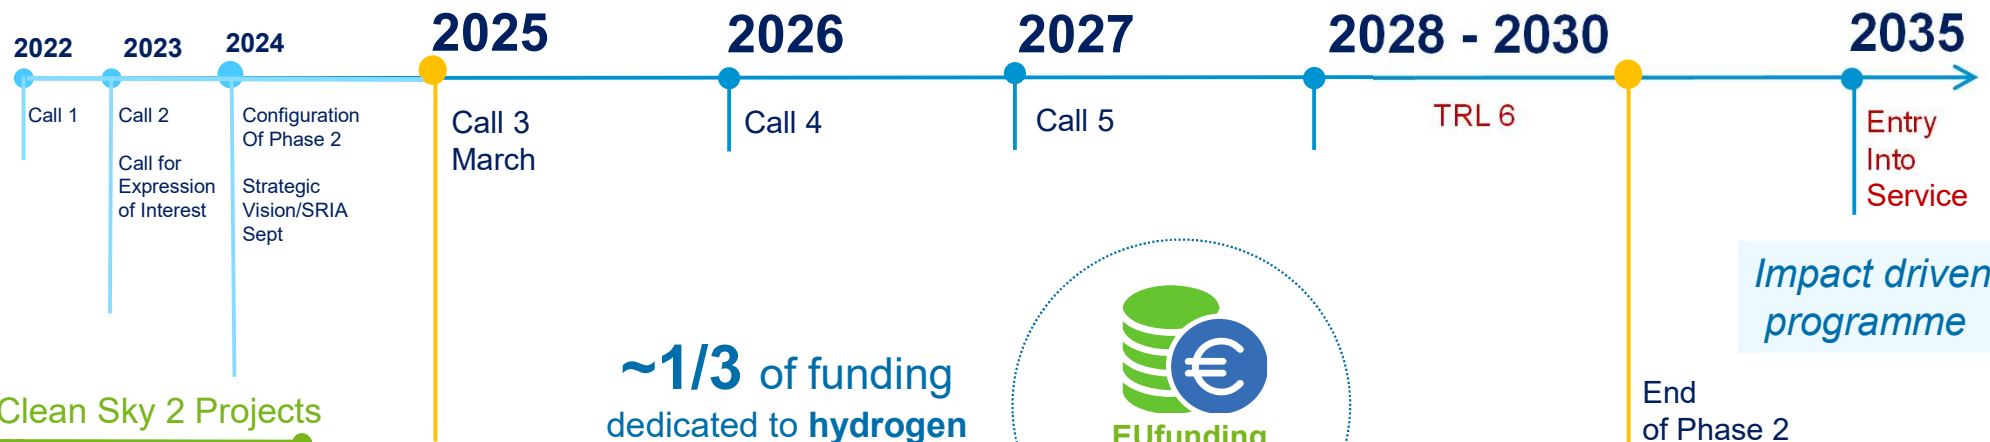 2022
2023
2024
2025
2026
2027
2028 - 2030
2035
Call 1
Call 2
Call for
Expression
of Interest
Configuration
Of Phase 2
Strategic
Vision/SRIA
Sept
Call 3
March
Call 4
Call 5
TRL 6
Entry
Into
Service
Impact driven
programme
~1/3 of funding
dedicated to hydrogen
€
EUfunding
End
of Phase 2
Clean Sky 2 Projects